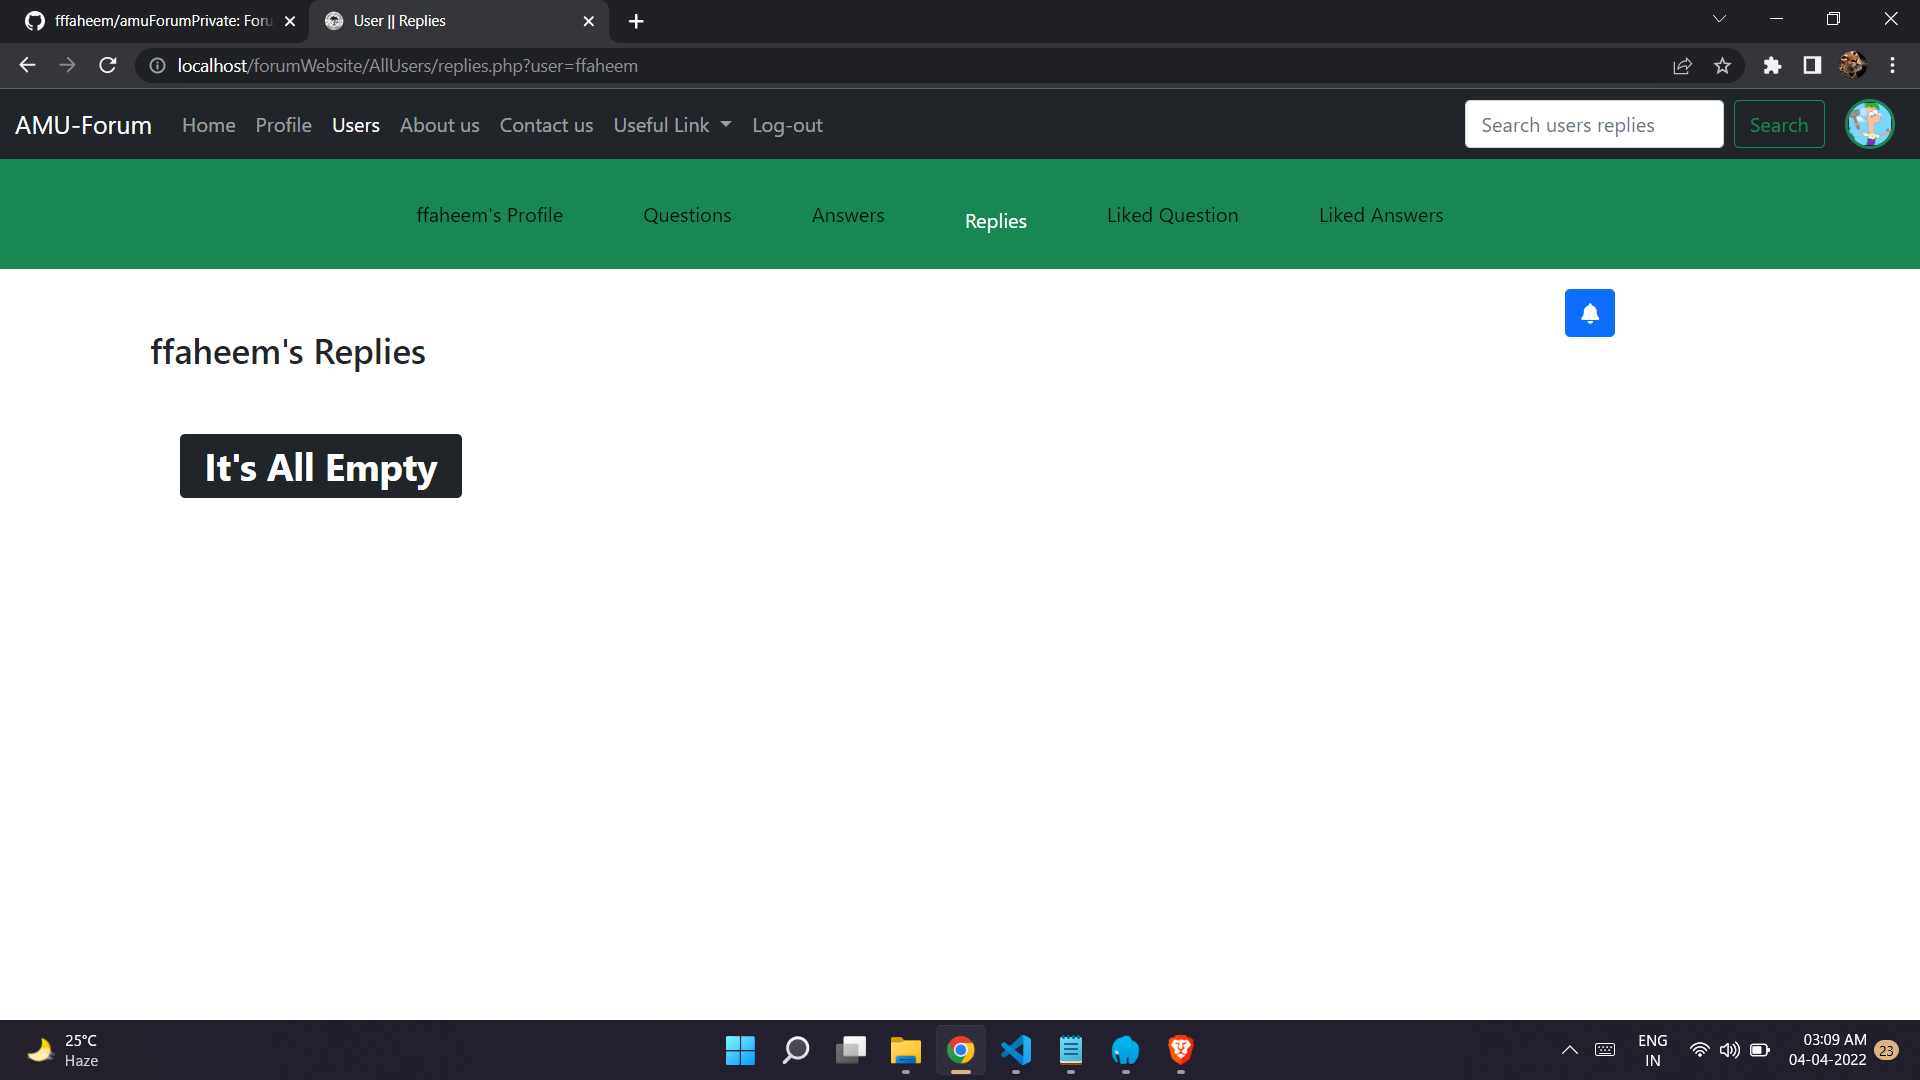 fffaheem/amuForumPrivate: Foru
User || Replies
localhost/forumWebsite/AllUsers/replies.php?user=ffaheem
AMU-Forum Home Profile Users About us Contact us Useful Link Log-out Search users replies Search
ffaheem's Profile Questions Answers Replies Liked Question Liked Answers
ffaheem's Replies
It's All Empty
25°C
Haze
ENG
IN
03:09 AM
04-04-2022
23